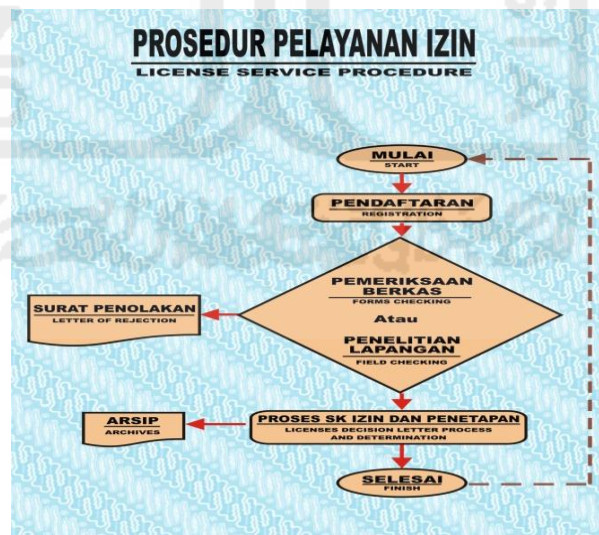 PROSEDUR PELAYANAN IZIN
LICENSE SERVICE PROCEDURE
MULAI
START
PENDAFTARAN
REGISTRATION
PEMERIKSAAN
BERKAS
FORMS CHECKING
Atau
PENELITIAN
LAPANGAN
FIELD CHECKING
SURAT PENOLAKAN
LETTER OF REJECTION
ARSIP
ARCHIVES
PROSES SK IZIN DAN PENETAPAN
LICENSES DECISION LETTER PROCESS
AND DETERMINATION
SELESAI
FINISH